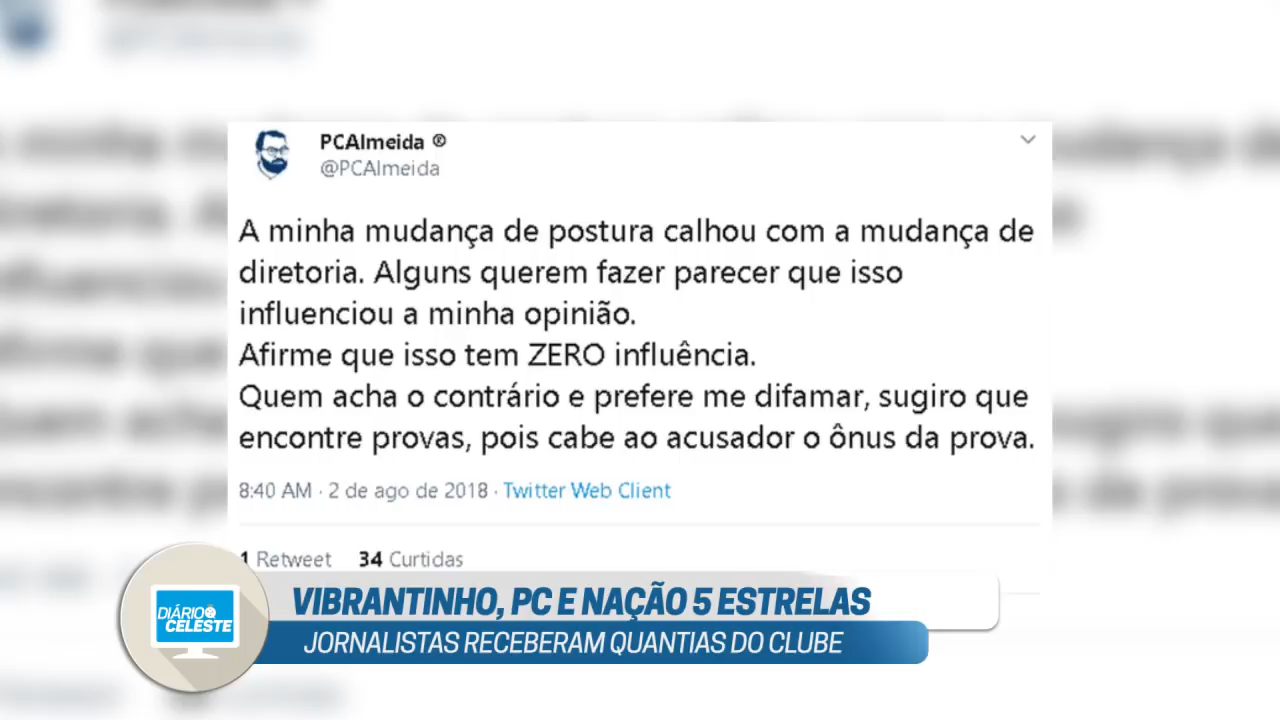 PCAlmeida ®
@PCAlmeida
A minha mudança de postura calhou com a mudança de
diretoria. Alguns querem fazer parecer que isso
influenciou a minha opinião.
Afirme que isso tem ZERO influência.
Quem acha o contrário e prefere me difamar, sugiro que
encontre provas, pois cabe ao acusador o ônus da prova.
8:40 AM · 2 de ago de 2018 · Twitter Web Client
1 Retweet 34 Curtidas
VIBRANTINHO, PC E NAÇÃO 5 ESTRELAS
DIÁRIO
CELESTE
JORNALISTAS RECEBERAM QUANTIAS DO CLUBE